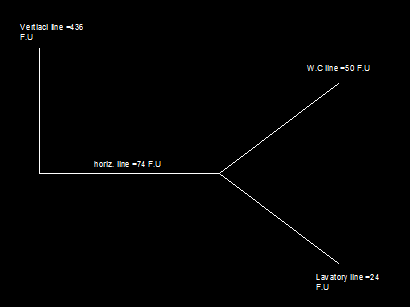 Vertiacl line =436
F.U
W.C line =50 F.U
horiz. line =74 F.U
Lavatory line =24
F.U